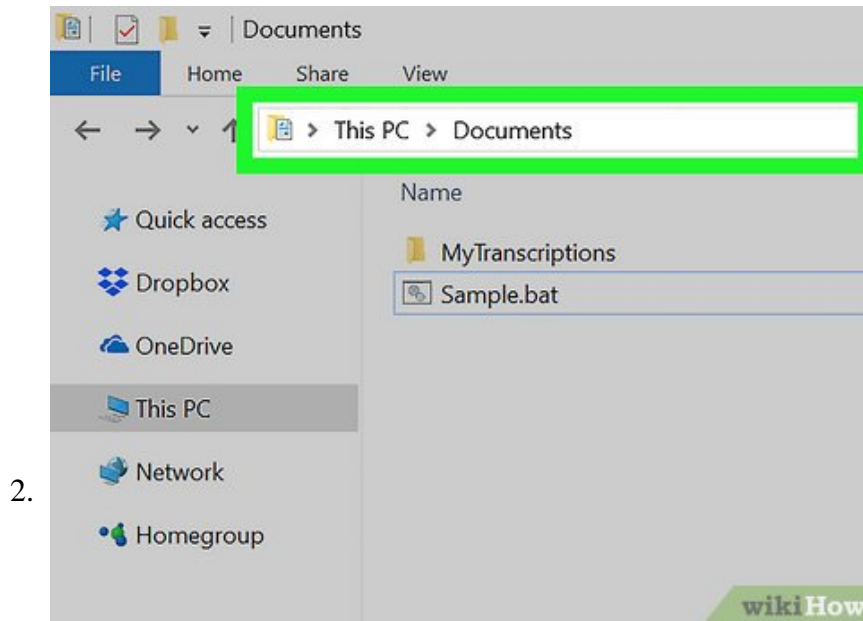 Documents
File Home Share View
This PC > Documents
Name
Quick access
MyTranscriptions
Dropbox
Sample.bat
OneDrive
This PC
Network
2.
Homegroup
wikiHow